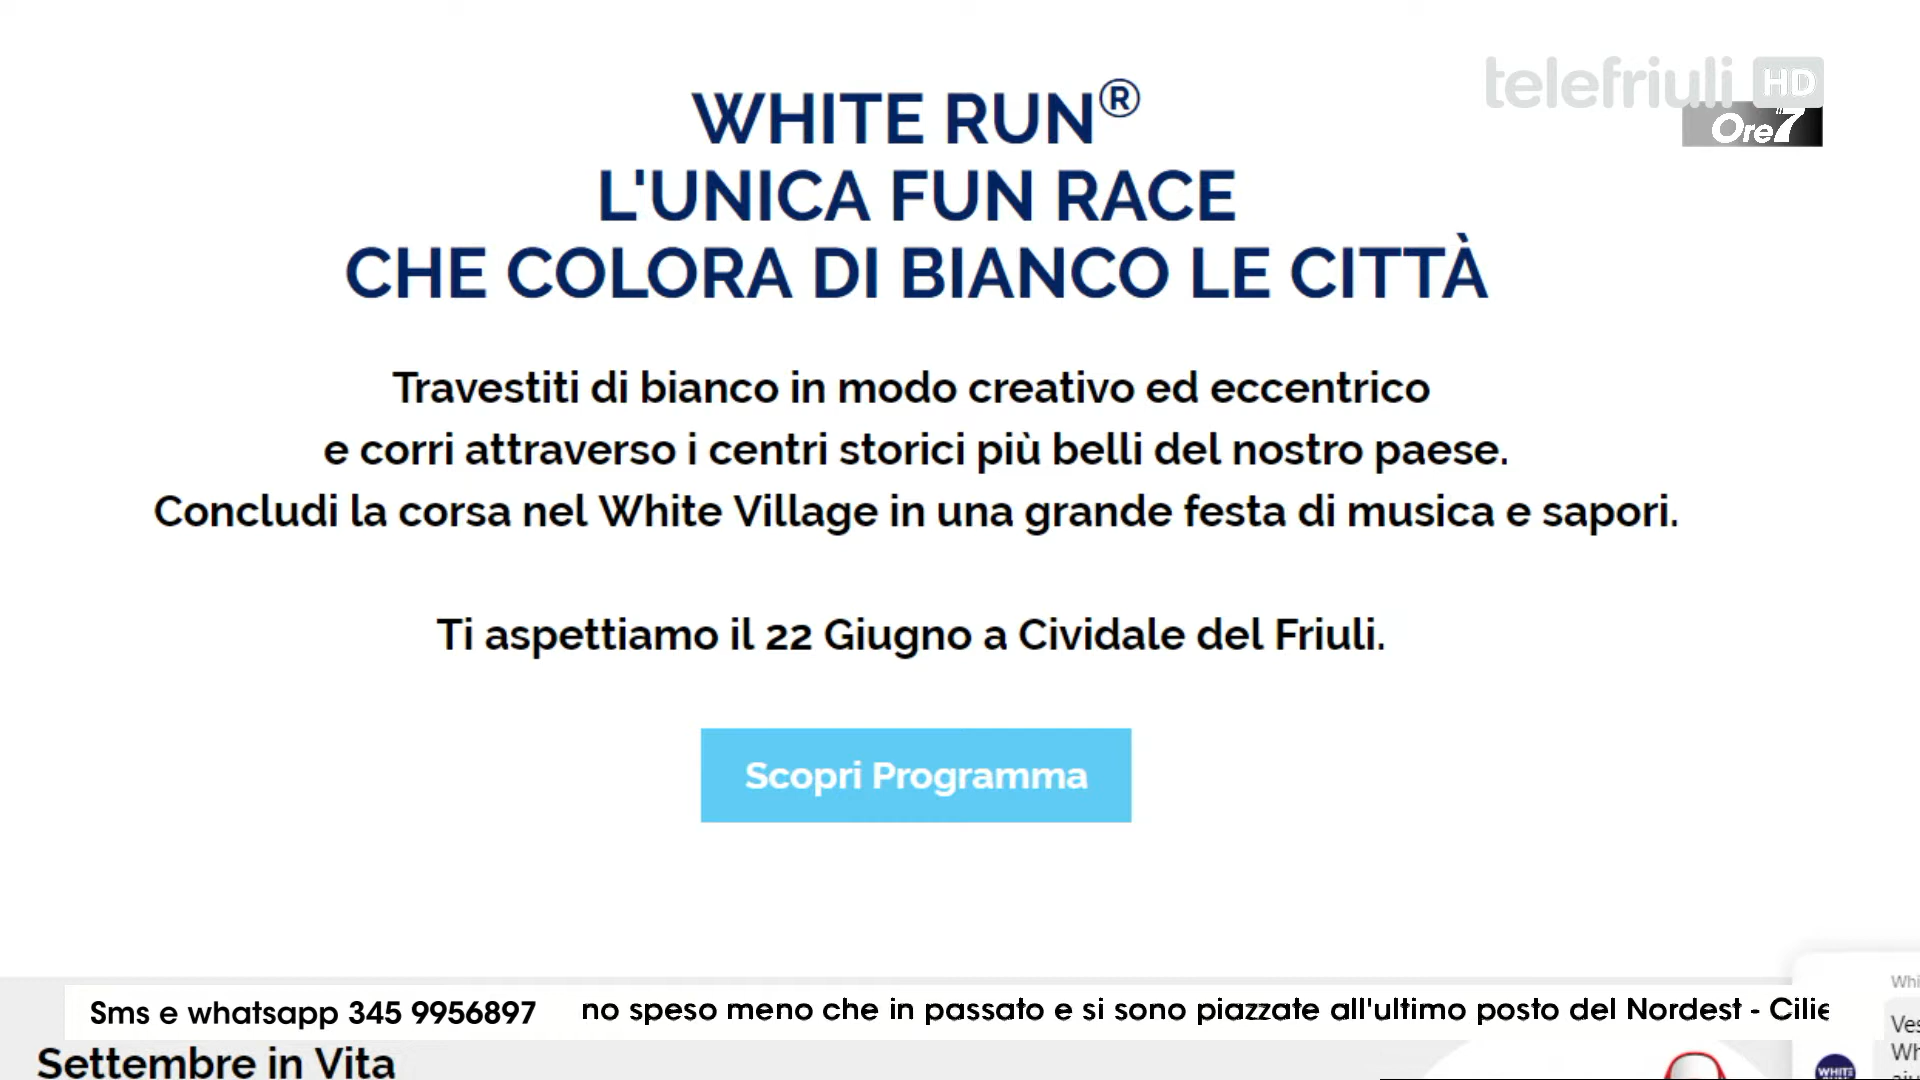 telefriuli HD
Ore7
WHITE RUN®
L'UNICA FUN RACE
CHE COLORA DI BIANCO LE CITTÀ
Travestiti di bianco in modo creativo ed eccentrico
e corri attraverso i centri storici più belli del nostro paese.
Concludi la corsa nel White Village in una grande festa di musica e sapori.
Ti aspettiamo il 22 Giugno a Cividale del Friuli.
Scopri Programma
Sms e whatsapp 345 9956897 no speso meno che in passato e si sono piazzate all'ultimo posto del Nordest - Cilie
Settembre in Vita
WHITE